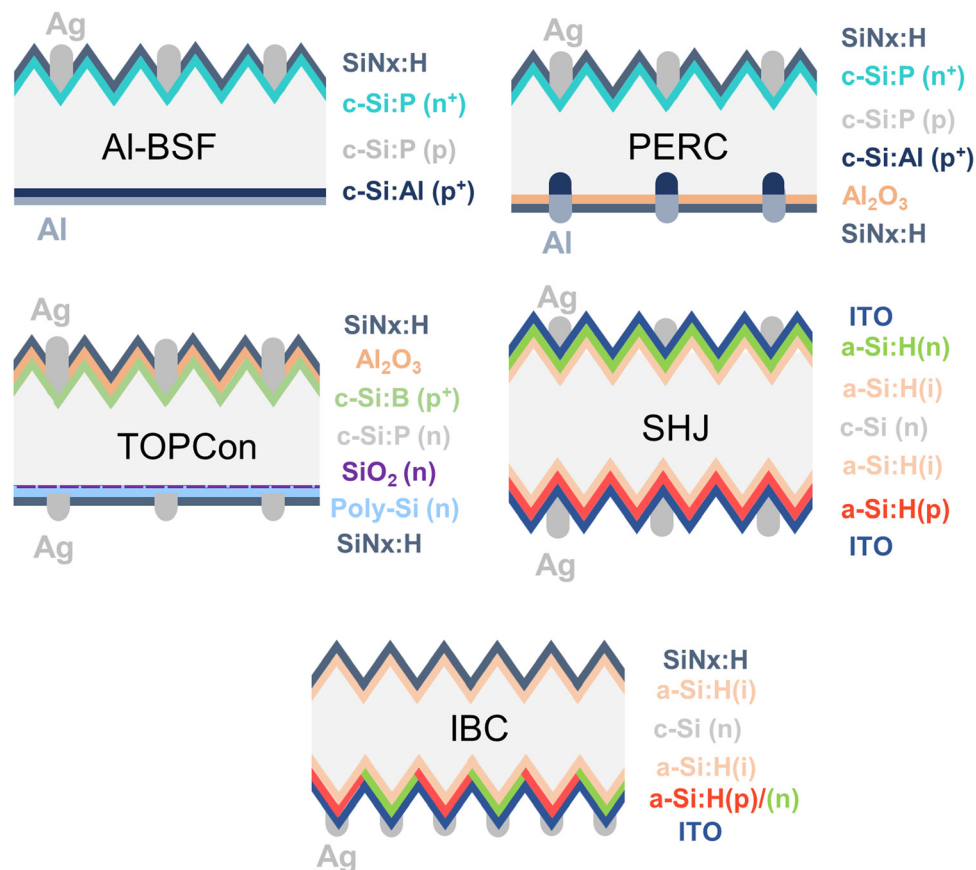 Ag
SiNx:H
c-Si:P (n⁺)
Al-BSF
c-Si:P (p)
c-Si:Al (p⁺)
Al
Ag
SiNx:H
c-Si:P (n⁺)
c-Si:P (p)
PERC
c-Si:Al (p⁺)
Al₂O₃
SiNx:H
Al
Ag
SiNx:H
Al₂O₃
c-Si:B (p⁺)
c-Si:P (n)
TOPCon
SiO₂ (n)
Poly-Si (n)
SiNx:H
Ag
Ag
ITO
a-Si:H(n)
a-Si:H(i)
c-Si (n)
SHJ
a-Si:H(i)
a-Si:H(p)
ITO
Ag
SiNx:H
a-Si:H(i)
c-Si (n)
IBC
a-Si:H(i)
a-Si:H(p)/(n)
ITO
Ag